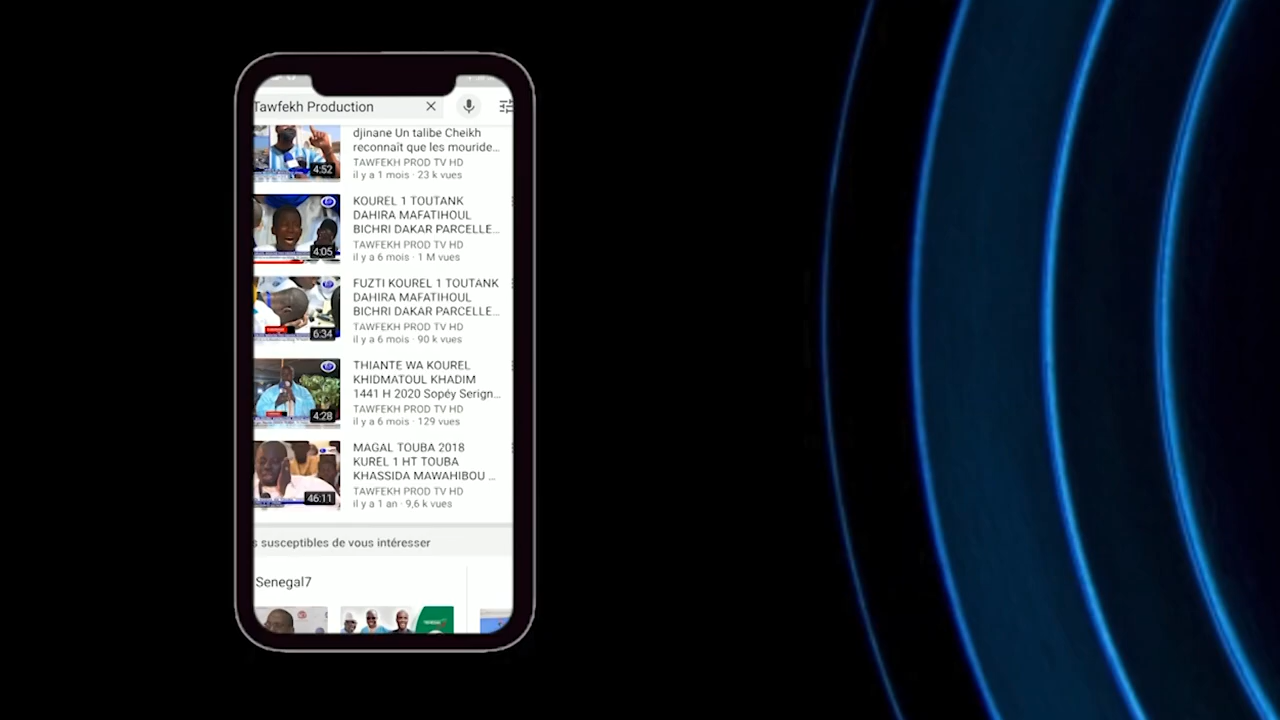 Tawfekh Production
djinane Un talibe Cheikh
reconnaît que les mouride...
TAWFEKH PROD TV HD
il y a 1 mois · 23 k vues
4:52
KOUREL 1 TOUTANK
DAHIRA MAFATIHOUL
BICHRI DAKAR PARCELLE...
TAWFEKH PROD TV HD
il y a 6 mois · 1 M vues
4:05
FUZTI KOUREL 1 TOUTANK
DAHIRA MAFATIHOUL
BICHRI DAKAR PARCELLE...
TAWFEKH PROD TV HD
il y a 6 mois · 90 k vues
6:34
THIANTE WA KOUREL
KHIDMATOUL KHADIM
1441 H 2020 Sopéy Serign...
TAWFEKH PROD TV HD
il y a 6 mois · 129 vues
4:28
MAGAL TOUBA 2018
KUREL 1 HT TOUBA
KHASSIDA MAWAHIBOU ...
TAWFEKH PROD TV HD
il y a 1 an · 9,6 k vues
46:11
s susceptibles de vous intéresser
Senegal7